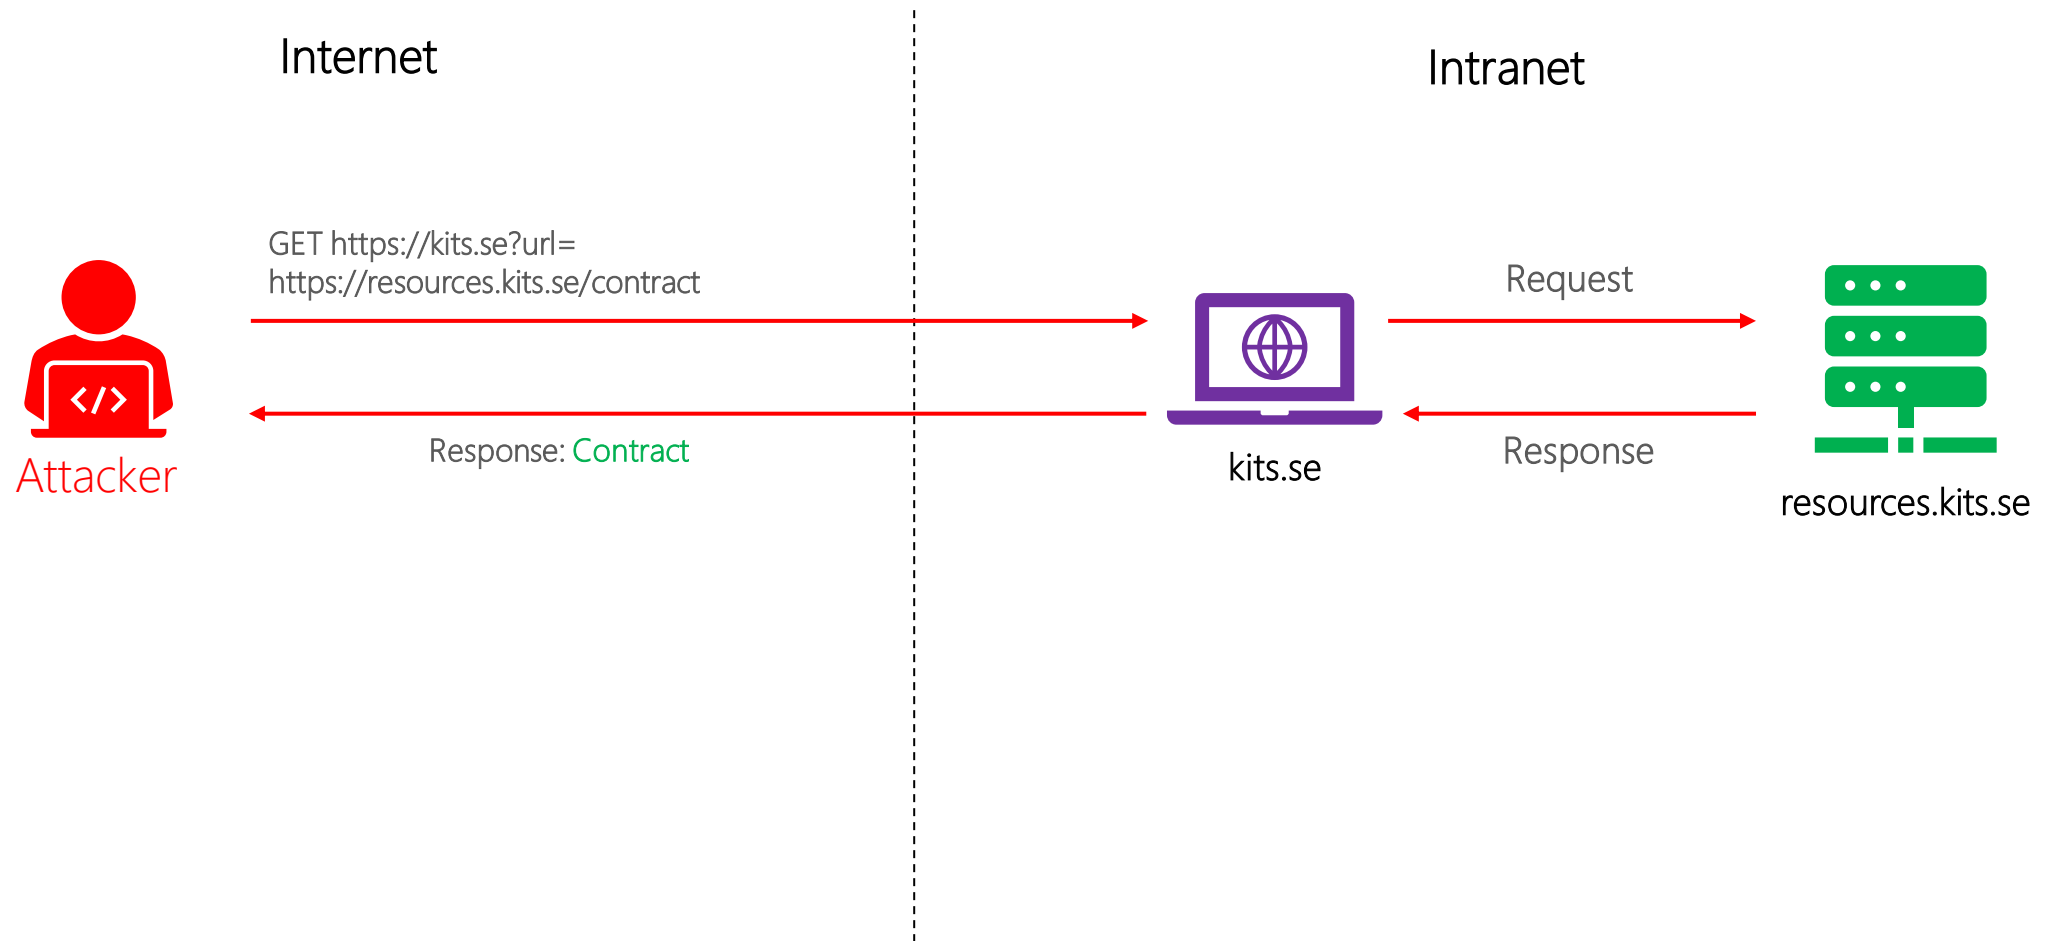 Internet
Intranet
GET https://kits.se?url=
https://resources.kits.se/contract
Request
</>
Attacker
Response: Contract
kits.se
Response
resources.kits.se